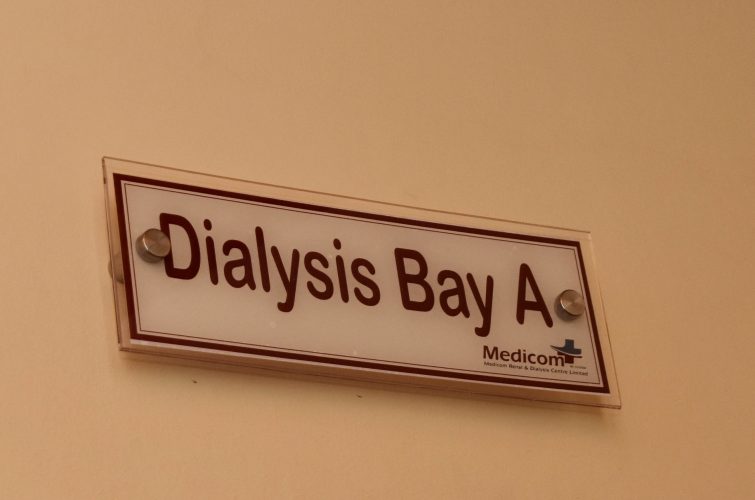 Dialysis Bay A
Medicom
Medicom Renal & Dialysis Centre Limited